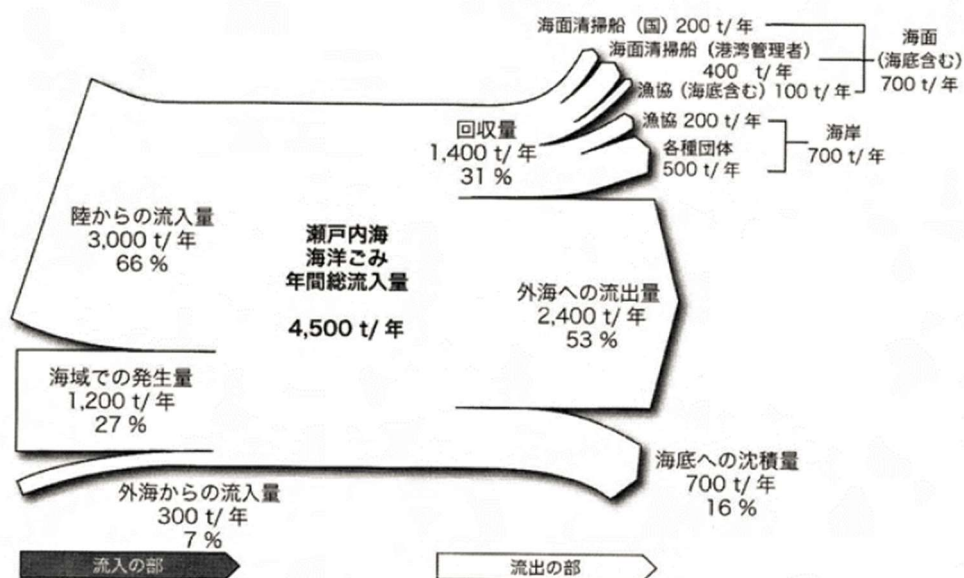 海面清掃船（国）200 t/ 年
海面清掃船（港湾管理者）
400 t/ 年
漁協（海底含む）100 t/ 年
海面
（海底含む）
700 t/ 年
漁協 200 t/ 年
各種団体
500 t/ 年
海岸
700 t/ 年
回収量
1,400 t/ 年
31 %
陸からの流入量
3,000 t/ 年
66 %
瀬戸内海
海洋ごみ
年間総流入量
4,500 t/ 年
外海への流出量
2,400 t/ 年
53 %
海域での発生量
1,200 t/ 年
27 %
外海からの流入量
300 t/ 年
7 %
海底への沈積量
700 t/ 年
16 %
流入の部
流出の部